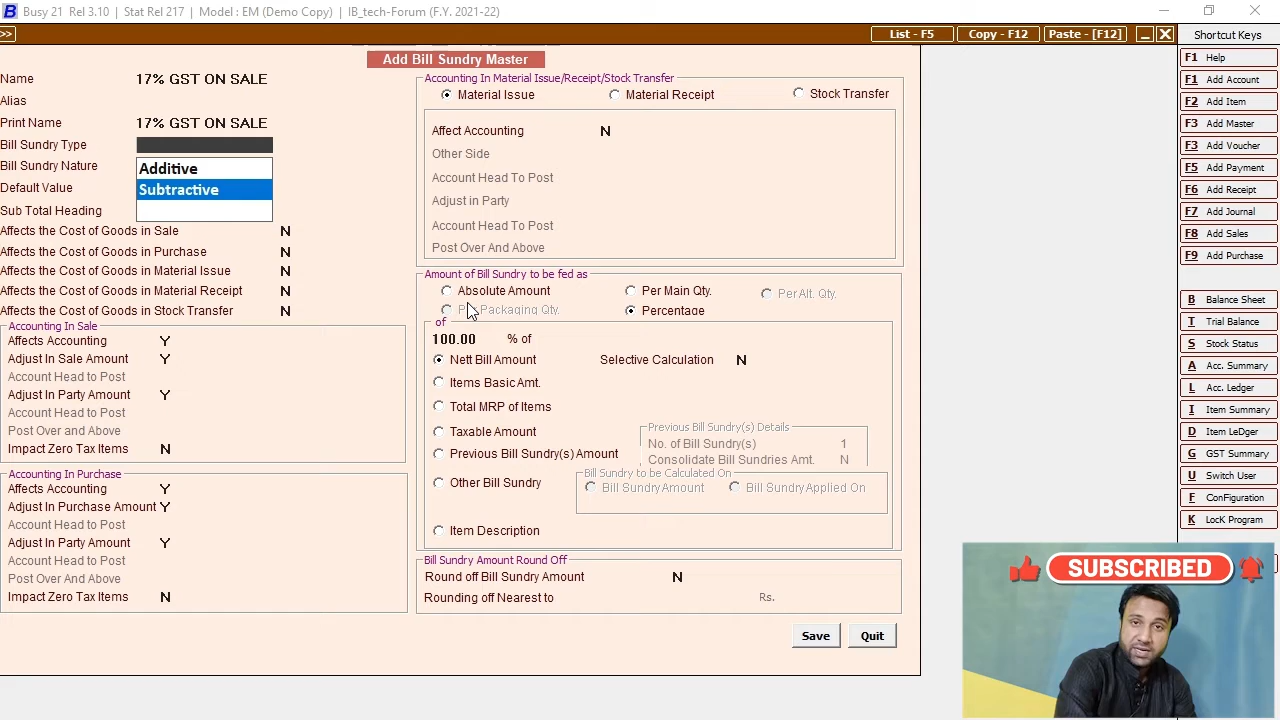 Busy 21 Rel 3.10 | Stat Rel 217 | Model : EM (Demo Copy) | IB_tech-Forum (F.Y. 2021-22)
>>
List - F5
Copy - F12
Paste - [F12]
Shortcut Keys
Add Bill Sundry Master
Name 17% GST ON SALE
Alias
Print Name 17% GST ON SALE
Bill Sundry Type
Bill Sundry Nature
Additive
Default Value
Subtractive
Sub Total Heading
Affects the Cost of Goods in Sale N
Affects the Cost of Goods in Purchase N
Affects the Cost of Goods in Material Issue N
Affects the Cost of Goods in Material Receipt N
Affects the Cost of Goods in Stock Transfer N
Accounting In Sale
Affects Accounting Y
Adjust In Sale Amount Y
Account Head to Post
Adjust In Party Amount Y
Account Head to Post
Post Over and Above
Impact Zero Tax Items N
Accounting In Purchase
Affects Accounting Y
Adjust In Purchase Amount Y
Account Head to Post
Adjust In Party Amount Y
Account Head to Post
Post Over and Above
Impact Zero Tax Items N
Accounting In Material Issue/Receipt/Stock Transfer
Material Issue Material Receipt Stock Transfer
Affect Accounting N
Other Side
Account Head To Post
Adjust in Party
Account Head To Post
Post Over And Above
Amount of Bill Sundry to be fed as
Absolute Amount Per Main Qty. Per Alt. Qty.
Packaging Qty. Percentage
of
100.00 % of
Nett Bill Amount Selective Calculation N
Items Basic Amt.
Total MRP of Items
Taxable Amount
Previous Bill Sundry(s) Details
No. of Bill Sundry(s) 1
Previous Bill Sundry(s) Amount
Consolidate Bill Sundries Amt. N
Bill Sundry to be Calculated On
Other Bill Sundry
Bill Sundry Amount Bill Sundry Applied On
Item Description
Bill Sundry Amount Round Off
Round off Bill Sundry Amount N
Rounding off Nearest to Rs.
Save Quit
F1 Help
F1 Add Account
F2 Add Item
F3 Add Master
F3 Add Voucher
F5 Add Payment
F6 Add Receipt
F7 Add Journal
F8 Add Sales
F9 Add Purchase
B Balance Sheet
T Trial Balance
S Stock Status
A Acc. Summary
L Acc. Ledger
I Item Summary
D Item LeDger
G GST Summary
U Switch User
F ConFiguration
K LocK Program
SUBSCRIBED